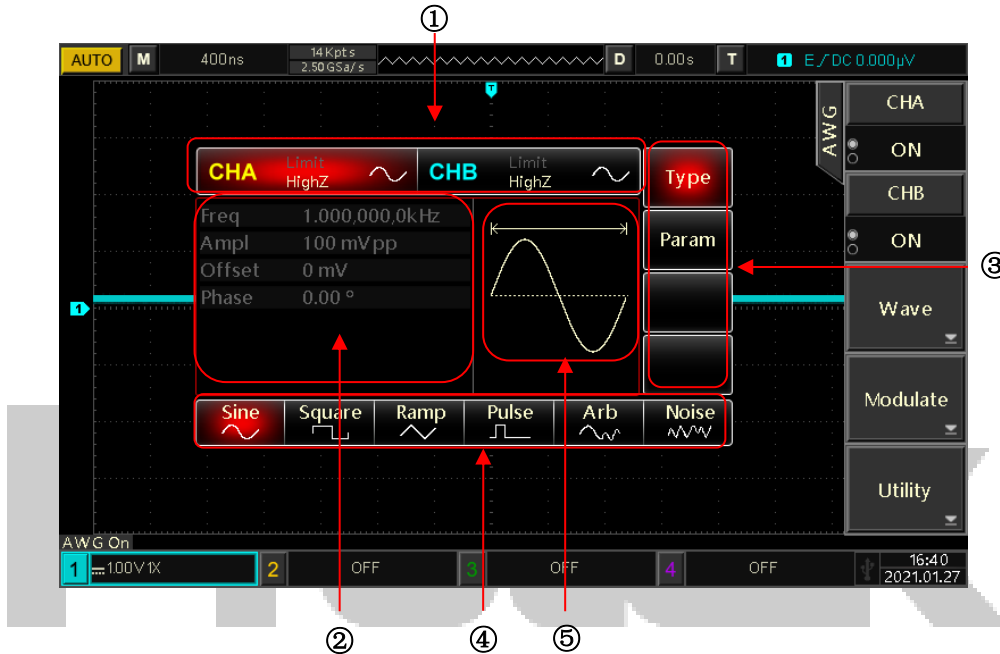 ①
AUTO M 400ns 14Kpts D 0.00s T 1 E DC 0.000µV
2.50GSa/s
T
AWG
CHA
ON
CHB
ON
Wave
Modulate
Utility
CHA Limit CHB Limit
HighZ HighZ
Type
Param
③
Freq 1.000,000,0kHz
Ampl 100 mVpp
Offset 0 mV
Phase 0.00 °
1
Sine Square Ramp Pulse Arb Noise
AWG On
1 1.00V 1X 2 OFF 3 OFF 4 OFF 16:40
2021.01.27
② ④ ⑤